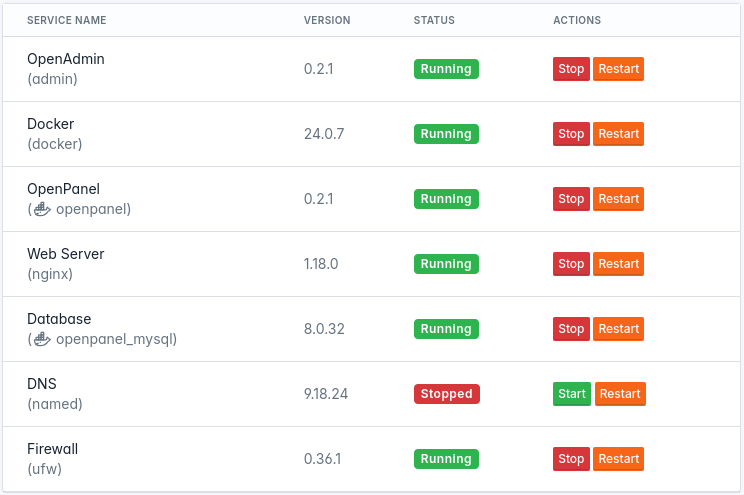 SERVICE NAME VERSION STATUS ACTIONS
OpenAdmin
(admin) 0.2.1 Running Stop Restart
Docker
(docker) 24.0.7 Running Stop Restart
OpenPanel
( openpanel) 0.2.1 Running Stop Restart
Web Server
(nginx) 1.18.0 Running Stop Restart
Database
( openpanel_mysql) 8.0.32 Running Stop Restart
DNS
(named) 9.18.24 Stopped Start Restart
Firewall
(ufw) 0.36.1 Running Stop Restart